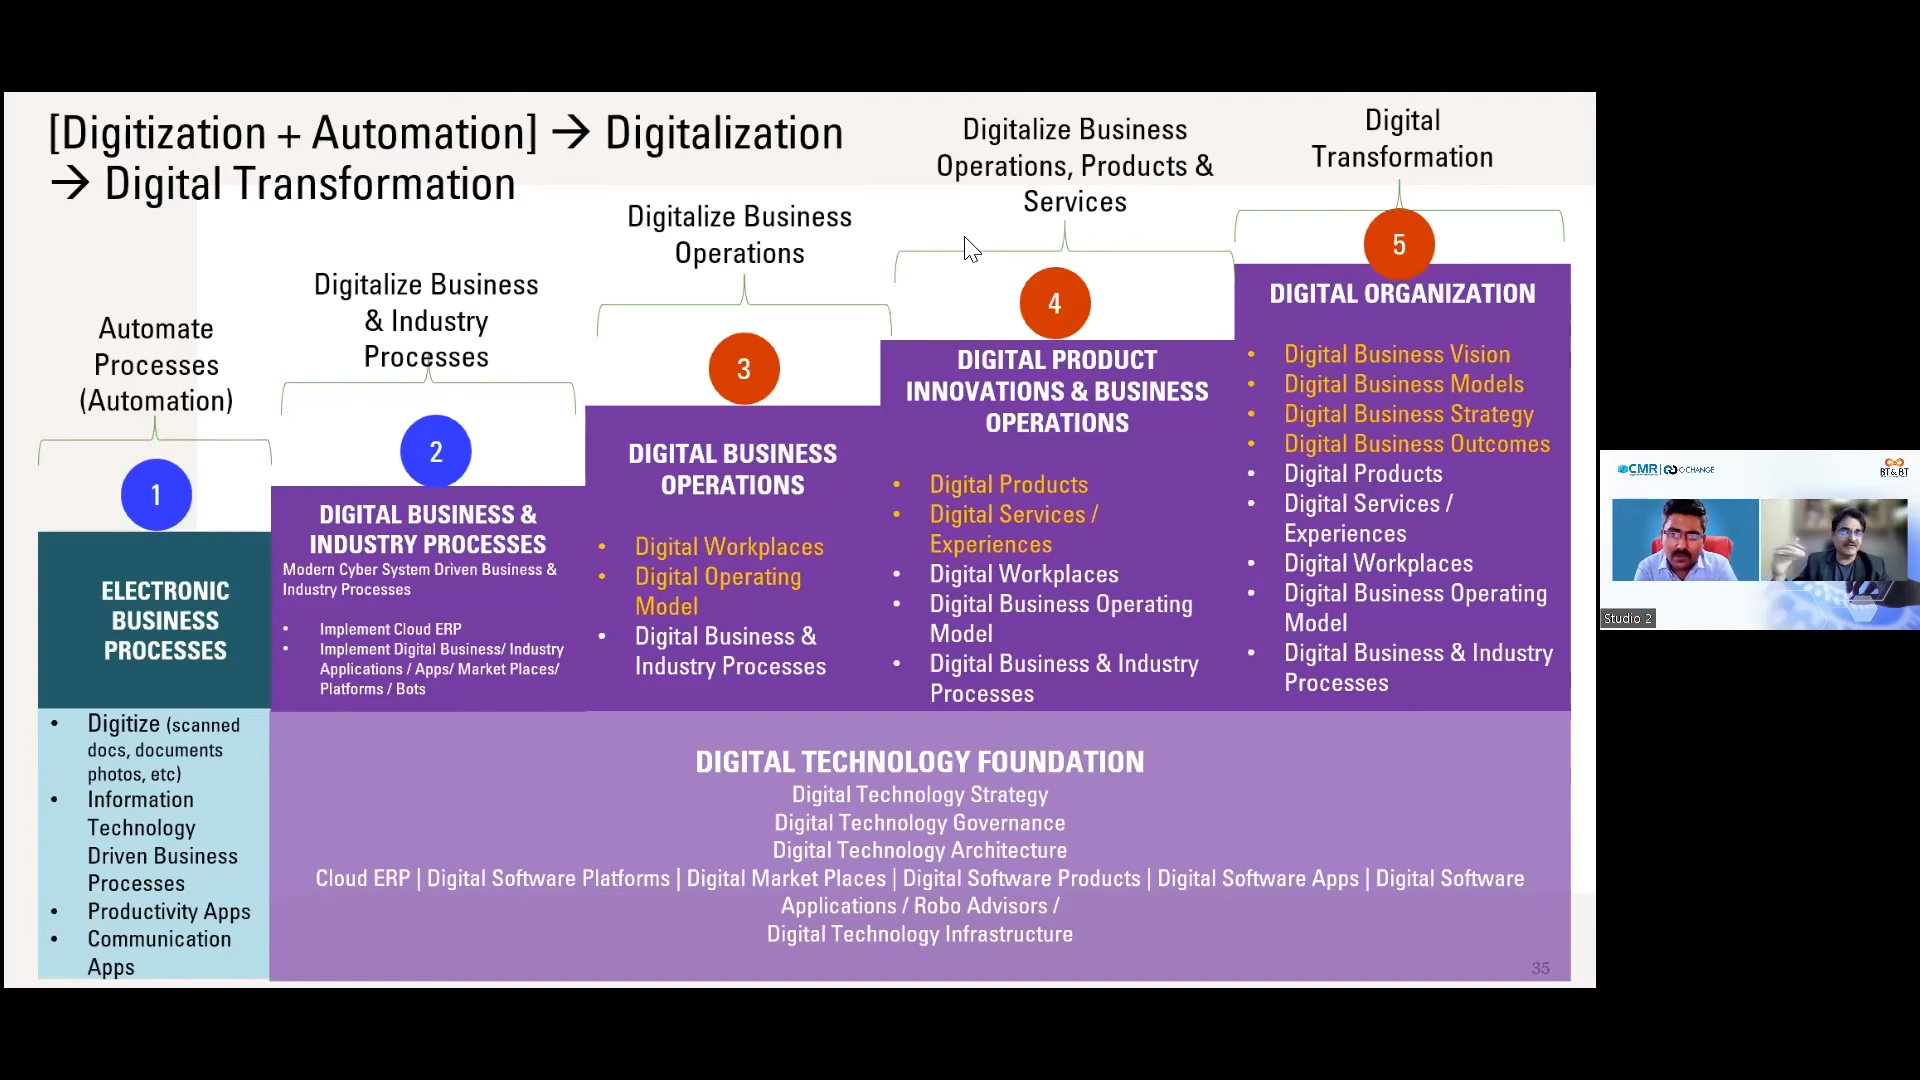 [Digitization + Automation] → Digitalization
→ Digital Transformation
Automate
Processes
(Automation)
1
ELECTRONIC
BUSINESS
PROCESSES
• Digitize (scanned
docs, documents
photos, etc)
• Information
Technology
Driven Business
Processes
• Productivity Apps
• Communication
Apps
Digitalize Business
& Industry
Processes
2
DIGITAL BUSINESS &
INDUSTRY PROCESSES
Modern Cyber System Driven Business &
Industry Processes
• Implement Cloud ERP
• Implement Digital Business/ Industry
Applications / Apps/ Market Places/
Platforms / Bots
Digitalize Business
Operations
3
DIGITAL BUSINESS
OPERATIONS
• Digital Workplaces
• Digital Operating
Model
• Digital Business &
Industry Processes
Digitalize Business
Operations, Products &
Services
4
DIGITAL PRODUCT
INNOVATIONS & BUSINESS
OPERATIONS
• Digital Products
• Digital Services /
Experiences
• Digital Workplaces
• Digital Business Operating
Model
• Digital Business & Industry
Processes
Digital
Transformation
5
DIGITAL ORGANIZATION
• Digital Business Vision
• Digital Business Models
• Digital Business Strategy
• Digital Business Outcomes
• Digital Products
• Digital Services /
Experiences
• Digital Workplaces
• Digital Business Operating
Model
• Digital Business & Industry
Processes
DIGITAL TECHNOLOGY FOUNDATION
Digital Technology Strategy
Digital Technology Governance
Digital Technology Architecture
Cloud ERP | Digital Software Platforms | Digital Market Places | Digital Software Products | Digital Software Apps | Digital Software
Applications / Robo Advisors /
Digital Technology Infrastructure
35
CMR | O-CHANGE
BT&BT
Studio 2